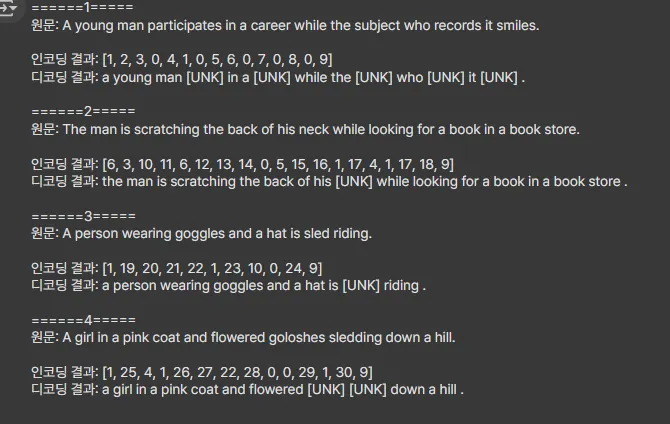 ======1=====
원문: A young man participates in a career while the subject who records it smiles.
인코딩 결과: [1, 2, 3, 0, 4, 1, 0, 5, 6, 0, 7, 0, 8, 0, 9]
디코딩 결과: a young man [UNK] in a [UNK] while the [UNK] who [UNK] it [UNK] .
======2=====
원문: The man is scratching the back of his neck while looking for a book in a book store.
인코딩 결과: [6, 3, 10, 11, 6, 12, 13, 14, 0, 5, 15, 16, 1, 17, 4, 1, 17, 18, 9]
디코딩 결과: the man is scratching the back of his [UNK] while looking for a book in a book store .
======3=====
원문: A person wearing goggles and a hat is sled riding.
인코딩 결과: [1, 19, 20, 21, 22, 1, 23, 10, 0, 24, 9]
디코딩 결과: a person wearing goggles and a hat is [UNK] riding .
======4=====
원문: A girl in a pink coat and flowered goloshes sledding down a hill.
인코딩 결과: [1, 25, 4, 1, 26, 27, 22, 28, 0, 0, 29, 1, 30, 9]
디코딩 결과: a girl in a pink coat and flowered [UNK] [UNK] down a hill .